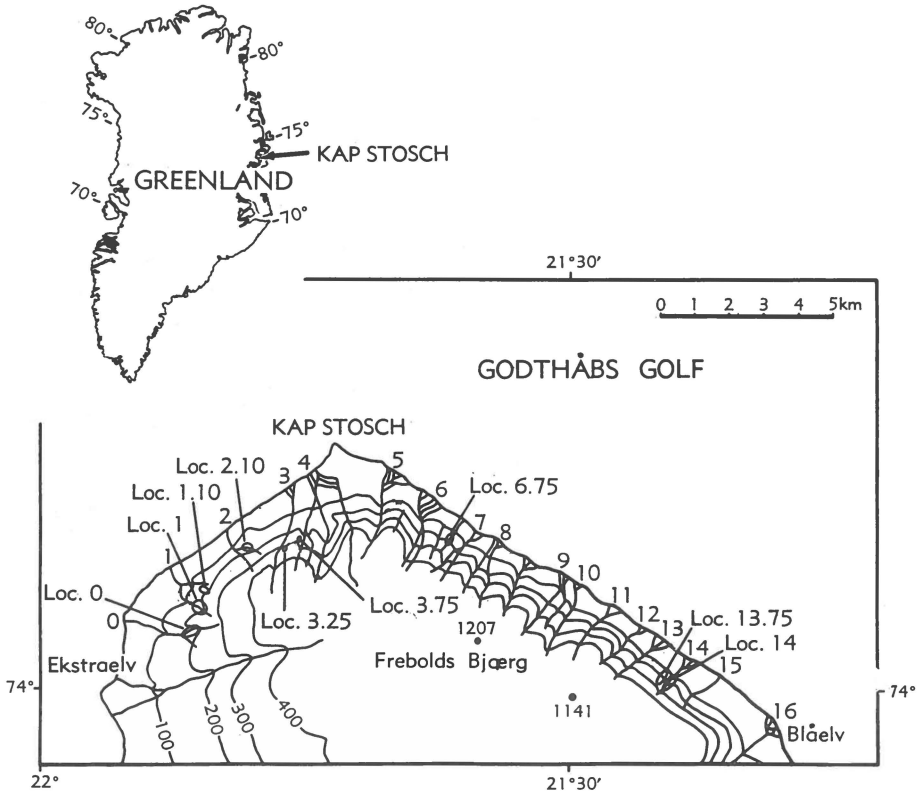 80°
80°
75°
75°
KAP STOSCH
GREENLAND
70°
70°
21°30′
0 1 2 3 4 5km
GODTHÅBS GOLF
KAP STOSCH
Loc. 2.10
3 4
5
Loc. 1.10
6
Loc. 6.75
Loc. 1
2
7
8
1
9
10
Loc. 0
Loc. 3.75
11
0
Loc. 3.25
12
Loc. 13.75
13
1207
Loc. 14
14
Ekstraelv
Frebolds Bjærg
15
74°
74°
1141
100
200
300
400
16
Blåelv
22°
21°30′